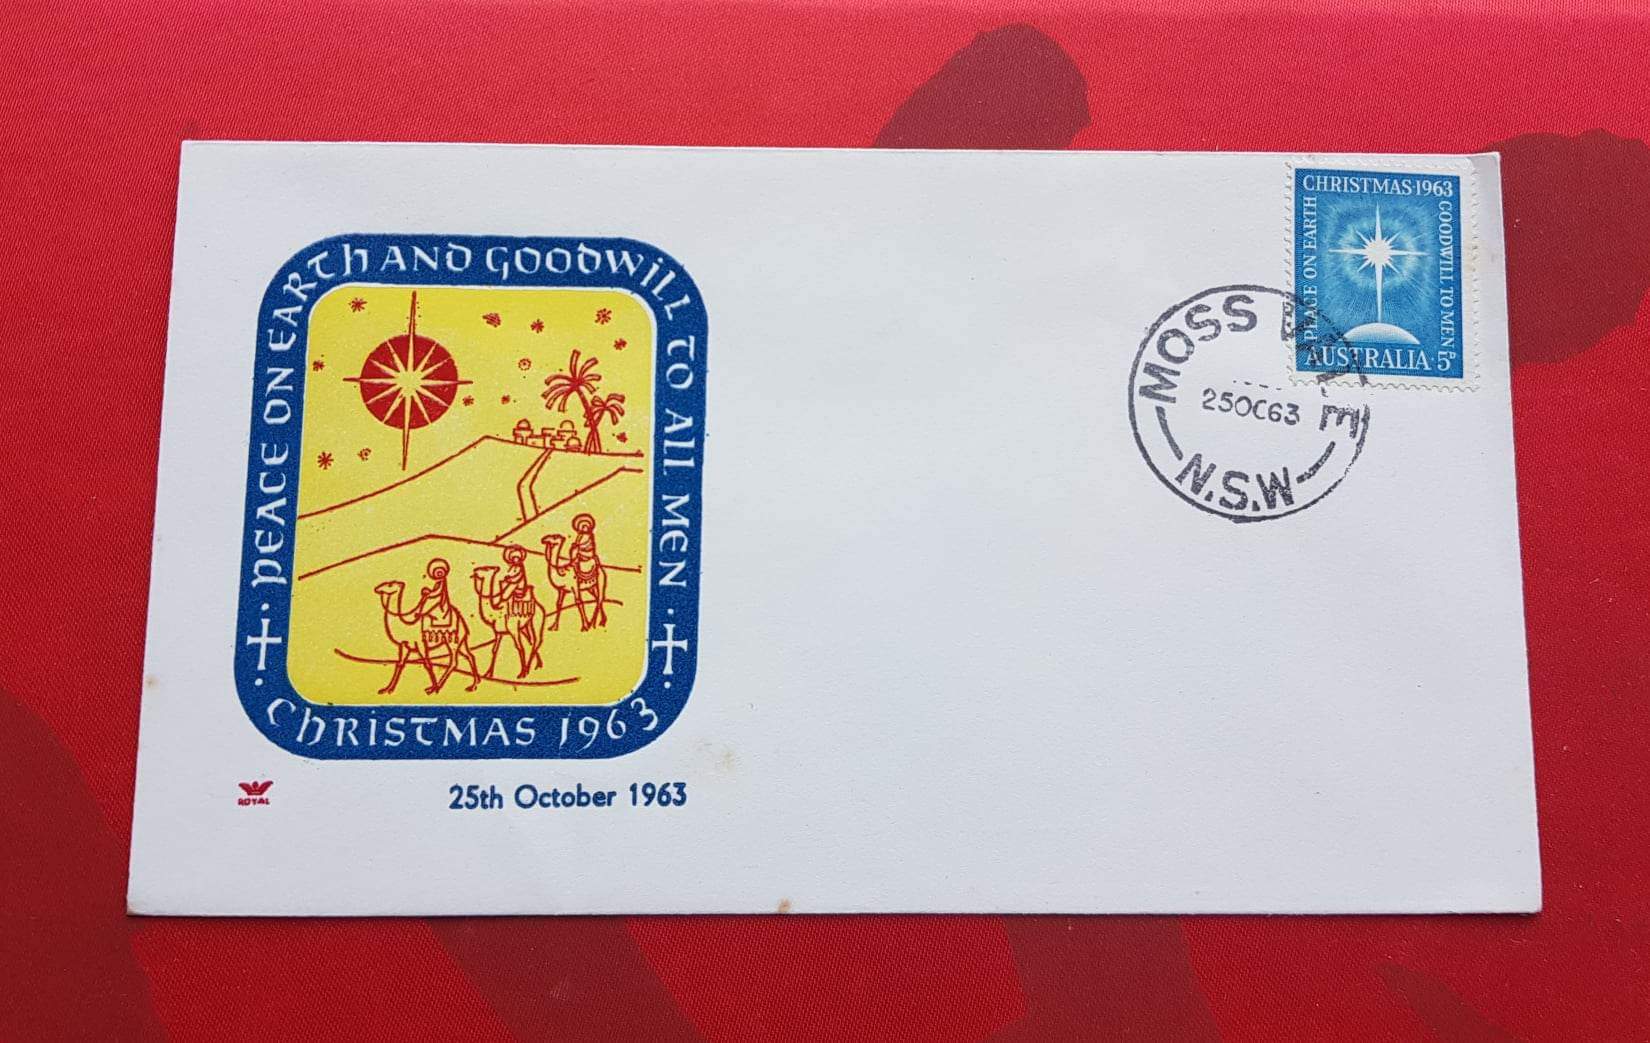 PEACE ON EARTH AND GOODWILL TO ALL MEN
CHRISTMAS 1963
ROYAL
25th October 1963
CHRISTMAS·1963
PEACE ON EARTH
GOODWILL TO MEN
AUSTRALIA·5D
MOSS VALE
25OC63
N.S.W